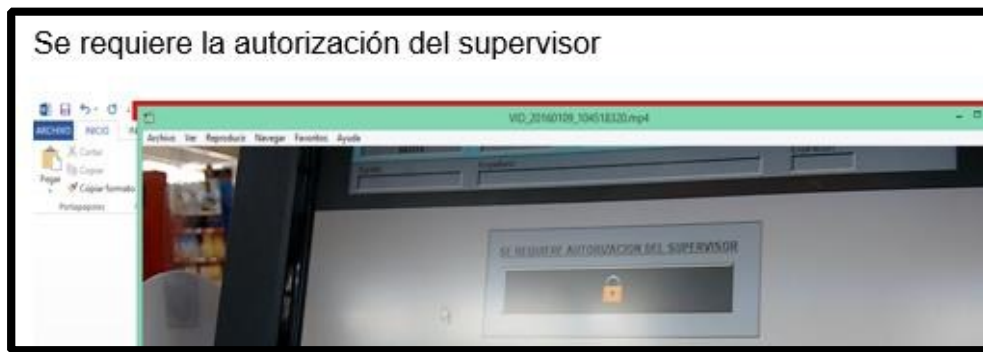 Se requiere la autorización del supervisor
VID_20160109_104518320.mp4
ARCHIVO INICIO
Archivo Ver Reproducir Navegar Favoritos Ayuda
Cortar
Copiar
Pegar
Copiar formato
Portapapeles
SE REQUIERE AUTORIZACION DEL SUPERVISOR